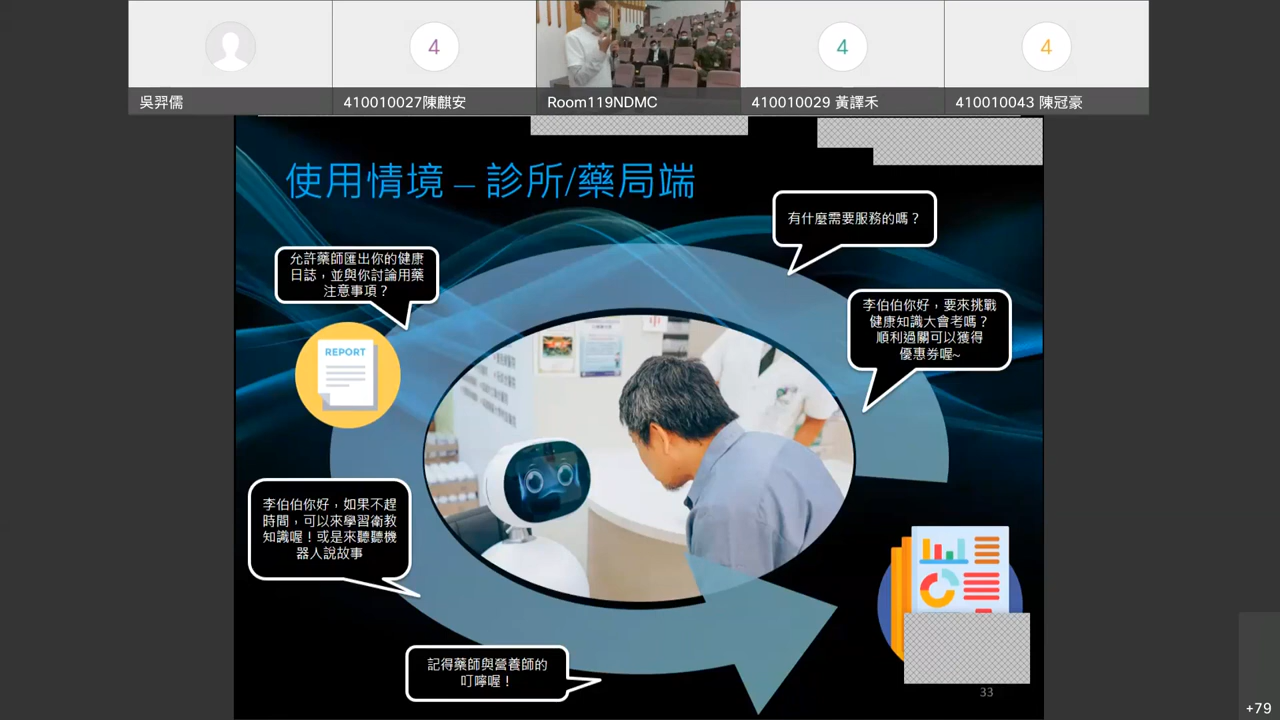 吳羿儒
410010027陳麒安
Room119NDMC
410010029 黃譯禾
410010043 陳冠豪
4
4
4
使用情境 – 診所/藥局端
有什麼需要服務的嗎？
允許藥師匯出你的健康
日誌，並與你討論用藥
注意事項？
李伯伯你好，要來挑戰
健康知識大會考嗎？
順利過關可以獲得
優惠券喔~
REPORT
李伯伯你好，如果不趕
時間，可以來學習衛教
知識喔！或是來聽聽機
器人說故事
記得藥師與營養師的
叮嚀喔！
33
+79